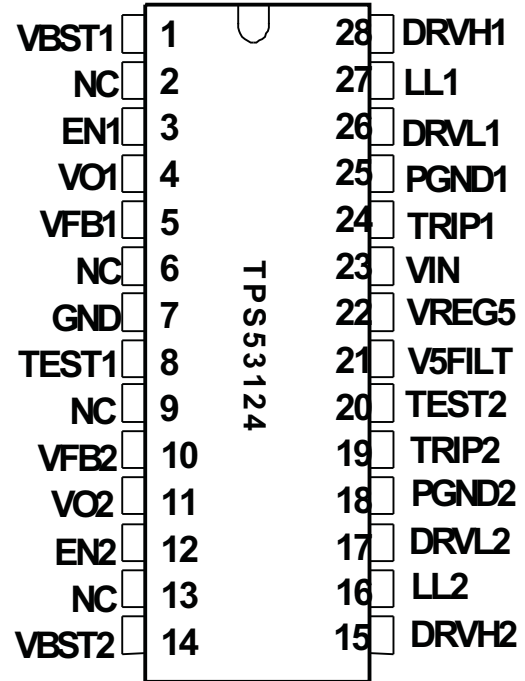 VBST1 1 28 DRVH1
NC 2 27 LL1
EN1 3 26 DRVL1
VO1 4 25 PGND1
VFB1 5 24 TRIP1
NC 6 23 VIN
GND 7 22 VREG5
TEST1 8 21 V5FILT
NC 9 20 TEST2
VFB2 10 19 TRIP2
VO2 11 18 PGND2
EN2 12 17 DRVL2
NC 13 16 LL2
VBST2 14 15 DRVH2
TPS53124